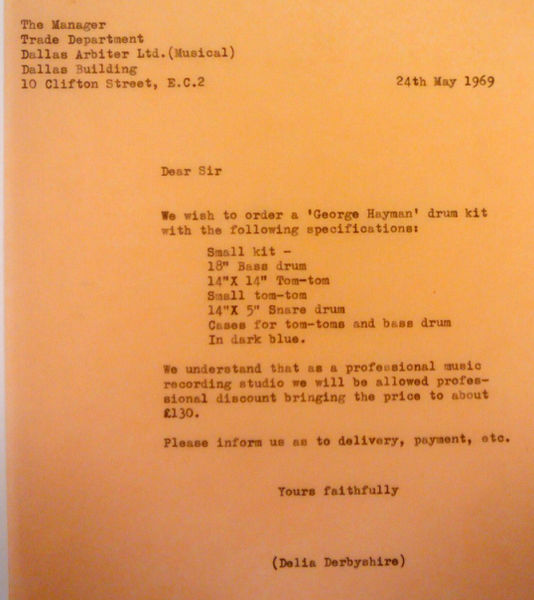 The Manager
Trade Department
Dallas Arbiter Ltd.(Musical)
Dallas Building
10 Clifton Street, E.C.2
24th May 1969
Dear Sir
We wish to order a 'George Hayman' drum kit
with the following specifications:
Small kit -
18" Bass drum
14"X 14" Tom-tom
Small tom-tom
14"X 5" Snare drum
Cases for tom-toms and bass drum
In dark blue.
We understand that as a professional music
recording studio we will be allowed profes-
sional discount bringing the price to about
£130.
Please inform us as to delivery, payment, etc.
Yours faithfully
(Delia Derbyshire)